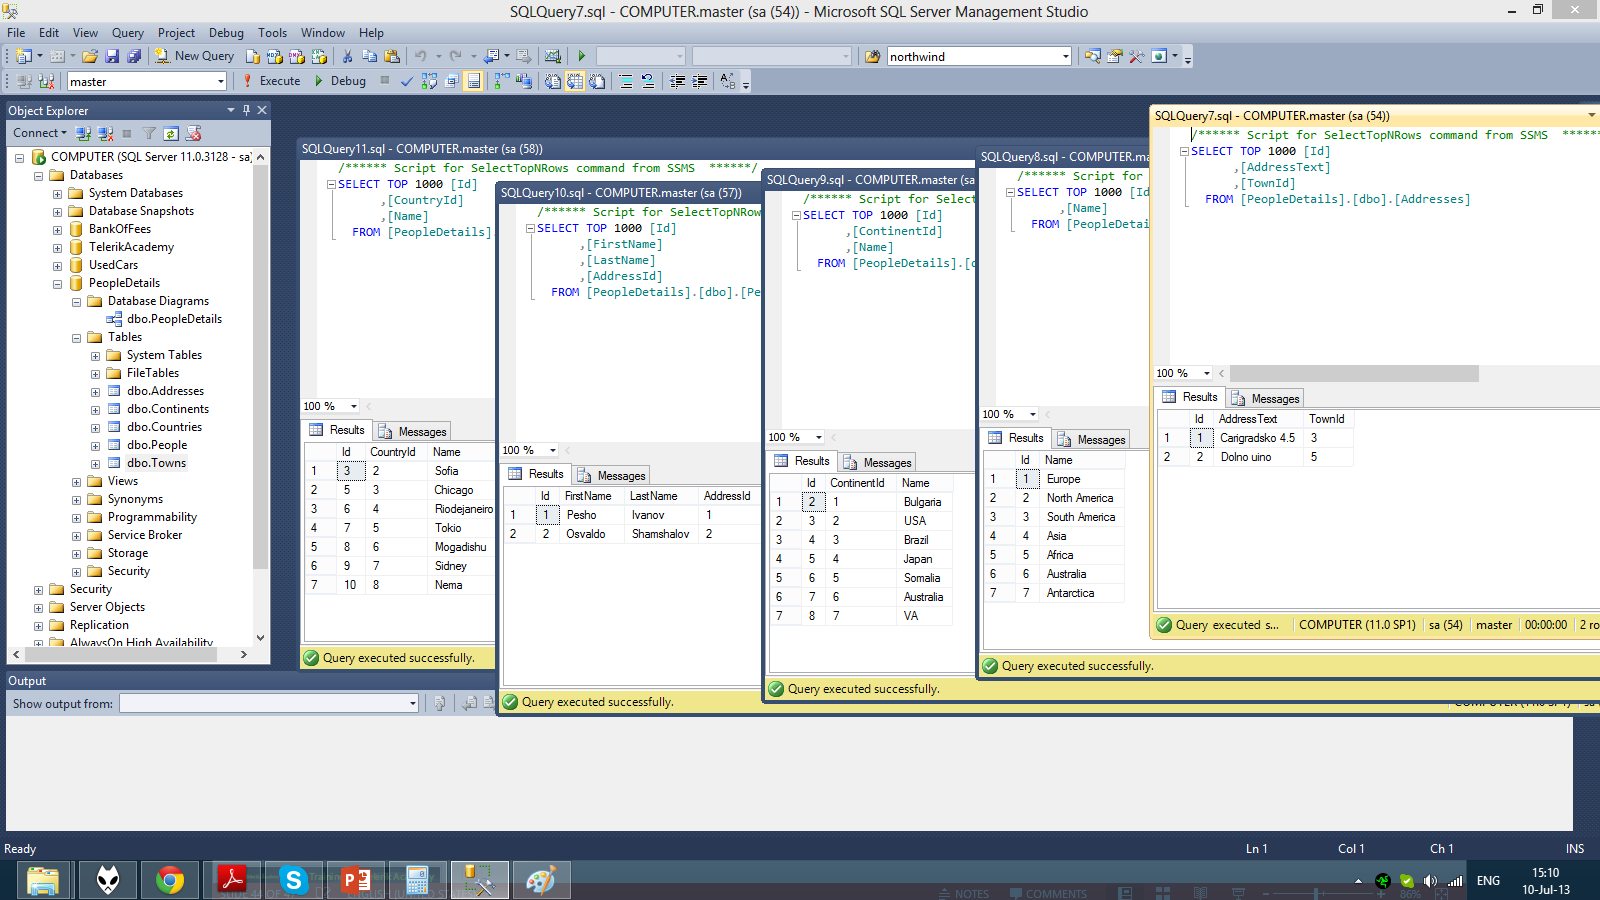 SQLQuery7.sql - COMPUTER.master (sa (54)) - Microsoft SQL Server Management Studio
File Edit View Query Project Debug Tools Window Help
New Query northwind
master Execute Debug
Object Explorer
Connect
COMPUTER (SQL Server 11.0.3128 - sa)
Databases
System Databases
Database Snapshots
BankOfFees
TelerikAcademy
UsedCars
PeopleDetails
Database Diagrams
dbo.PeopleDetails
Tables
System Tables
FileTables
dbo.Addresses
dbo.Continents
dbo.Countries
dbo.People
dbo.Towns
Views
Synonyms
Programmability
Service Broker
Storage
Security
Security
Server Objects
Replication
AlwaysOn High Availability
SQLQuery11.sql - COMPUTER.master (sa (58))
/****** Script for SelectTopNRows command from SSMS ******/
SELECT TOP 1000 [Id]
,[CountryId]
,[Name]
FROM [PeopleDetails].
100 %
Results Messages
Id CountryId Name
1 3 2 Sofia
2 5 3 Chicago
3 6 4 Riodejaneiro
4 7 5 Tokio
5 8 6 Mogadishu
6 9 7 Sidney
7 10 8 Nema
Query executed successfully.
SQLQuery10.sql - COMPUTER.master (sa (57))
/****** Script for SelectTopNRows
SELECT TOP 1000 [Id]
,[FirstName]
,[LastName]
,[AddressId]
FROM [PeopleDetails].[dbo].[Pe
100 %
Results Messages
Id FirstName LastName AddressId
1 1 Pesho Ivanov 1
2 2 Osvaldo Shamshalov 2
Query executed successfully.
SQLQuery9.sql - COMPUTER.master (sa
/****** Script for Select
SELECT TOP 1000 [Id]
,[ContinentId]
,[Name]
FROM [PeopleDetails].[d
100 %
Results Messages
Id ContinentId Name
1 2 1 Bulgaria
2 3 2 USA
3 4 3 Brazil
4 5 4 Japan
5 6 5 Somalia
6 7 6 Australia
7 8 7 VA
Query executed successfully.
SQLQuery8.sql - COMPUTER.ma
/****** Script for
SELECT TOP 1000 [Id
,[Name]
FROM [PeopleDetai
100 %
Results Messages
Id Name
1 1 Europe
2 2 North America
3 3 South America
4 4 Asia
5 5 Africa
6 6 Australia
7 7 Antarctica
Query executed successfully.
SQLQuery7.sql - COMPUTER.master (sa (54))
/****** Script for SelectTopNRows command from SSMS ******
SELECT TOP 1000 [Id]
,[AddressText]
,[TownId]
FROM [PeopleDetails].[dbo].[Addresses]
100 %
Results Messages
Id AddressText TownId
1 1 Carigradsko 4.5 3
2 2 Dolno uino 5
Query executed s... COMPUTER (11.0 SP1) sa (54) master 00:00:00 2 ro
Output
Show output from:
Ready Ln 1 Col 1 Ch 1 INS
NOTES COMMENTS 86%
ENG 15:10
10-Jul-13